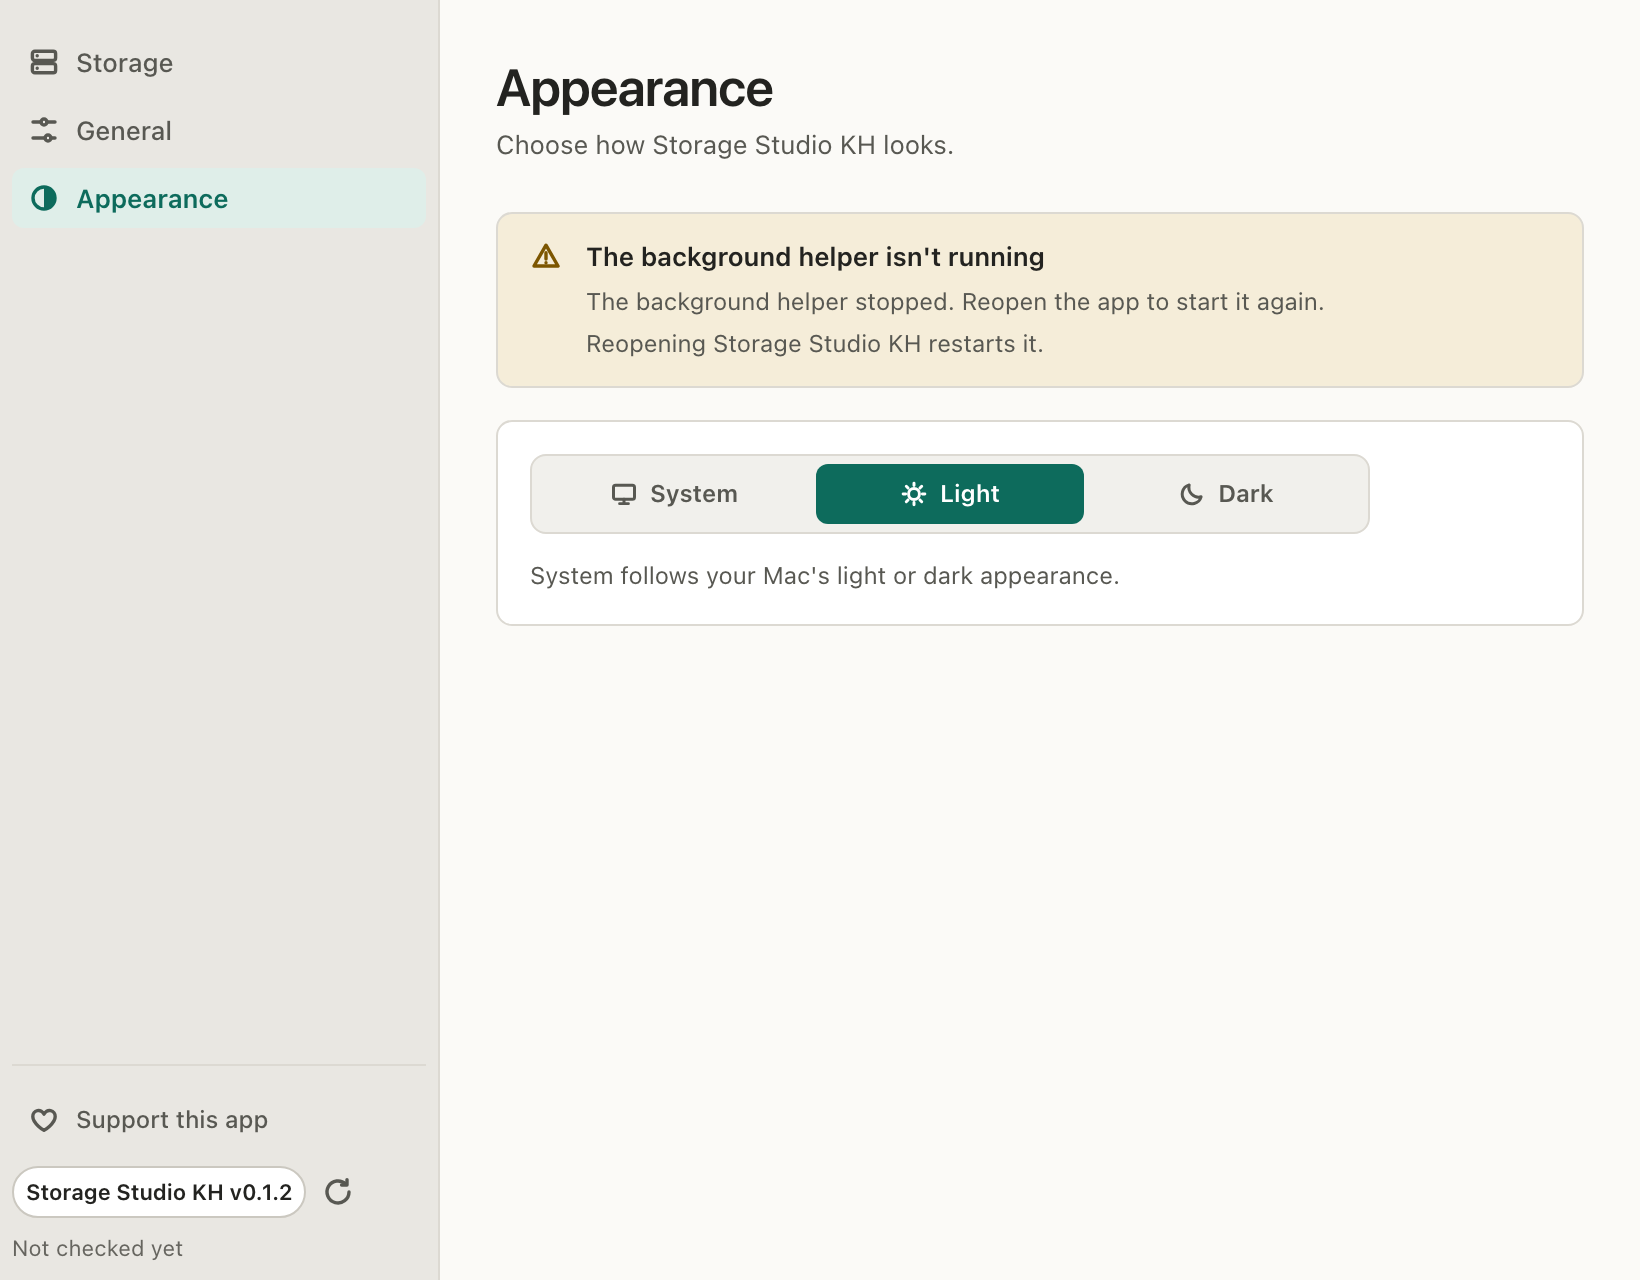 Storage
General
Appearance
Support this app
Storage Studio KH v0.1.2
Not checked yet
Appearance
Choose how Storage Studio KH looks.
The background helper isn't running
The background helper stopped. Reopen the app to start it again.
Reopening Storage Studio KH restarts it.
System
Light
Dark
System follows your Mac's light or dark appearance.